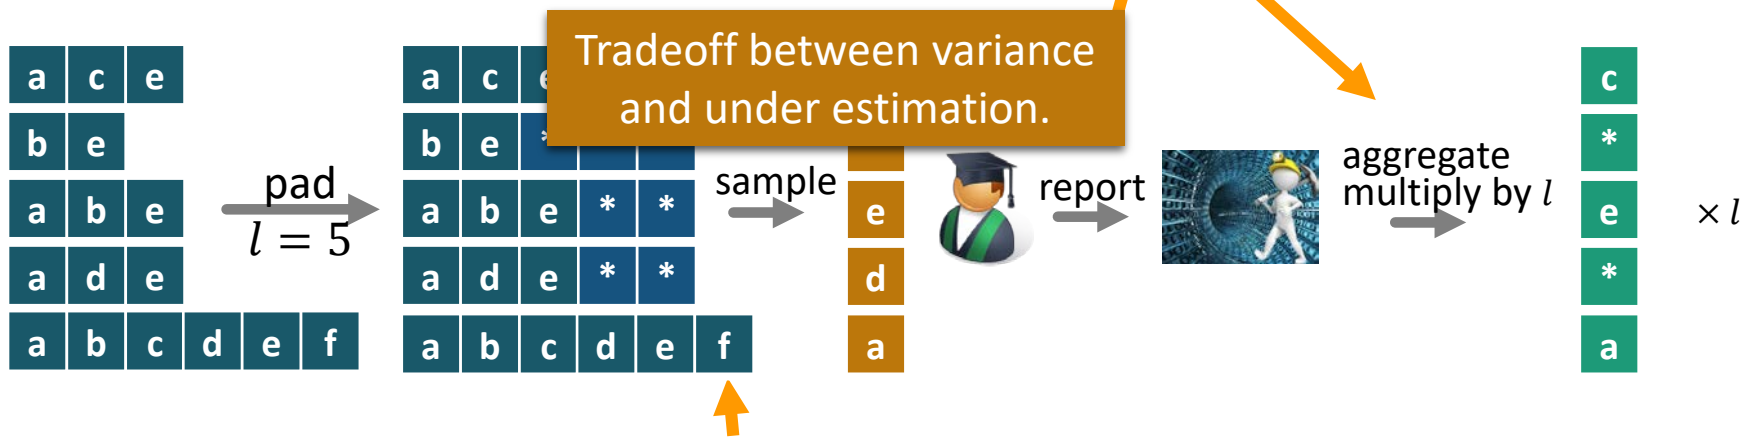 Tradeoff between variance
and under estimation.
a c e
b e
a b e
a d e
a b c d e f
pad
l = 5
a c e
b e *
a b e * *
a d e * *
a b c d e f
sample
e
d
a
report
aggregate
multiply by l
c
*
e
*
a
× l